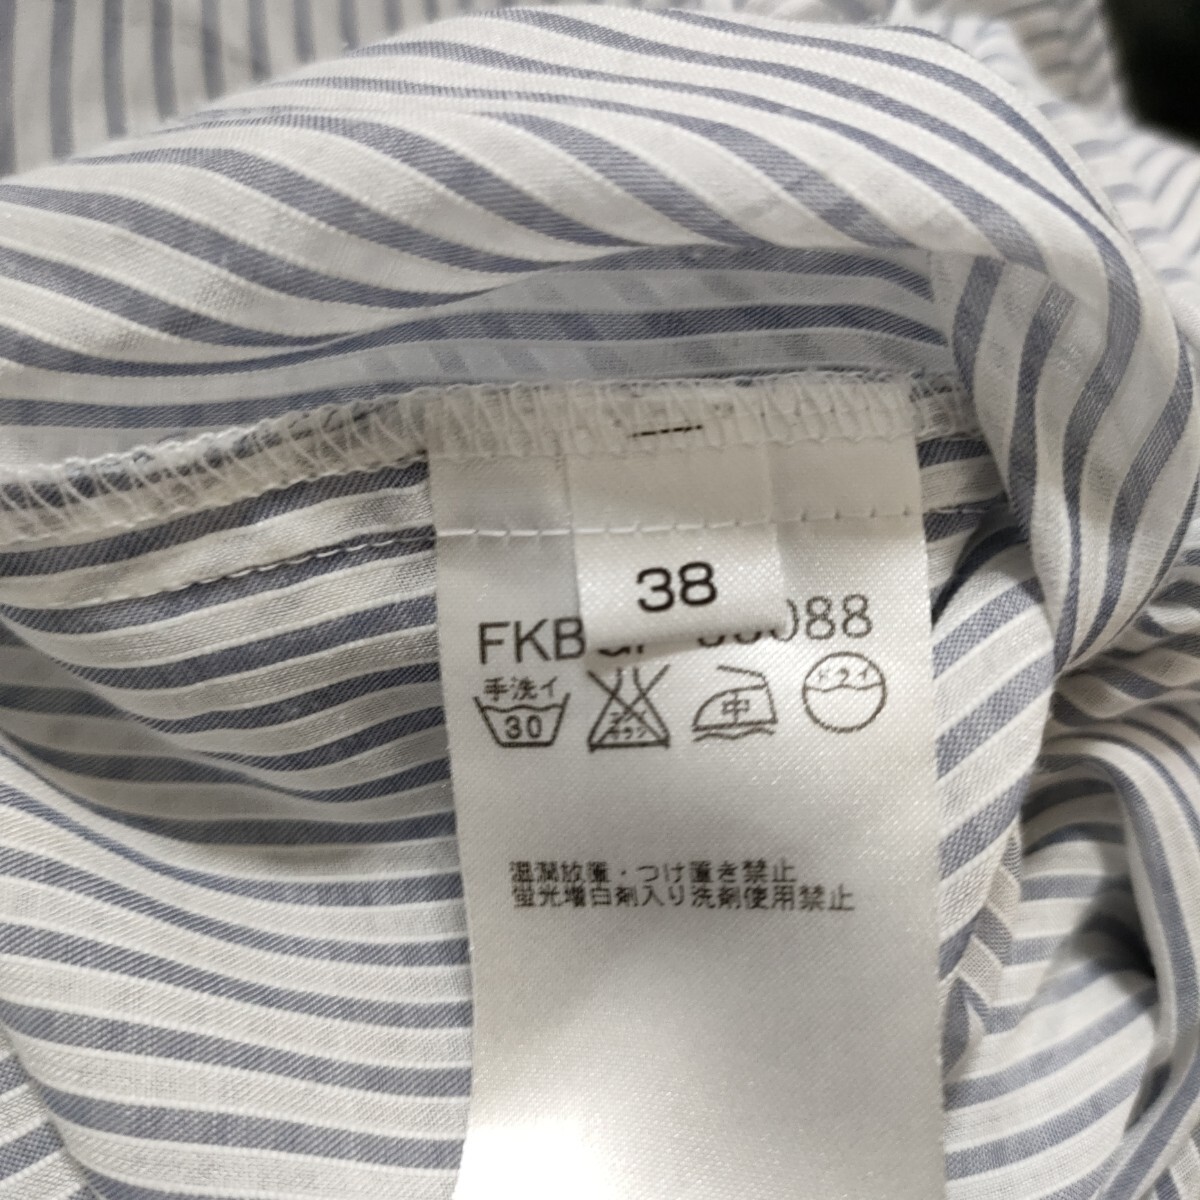 38
FKB 088
手洗イ 中 ドライ
30
湿潤放置・つけ置き禁止
蛍光増白剤入り洗剤使用禁止